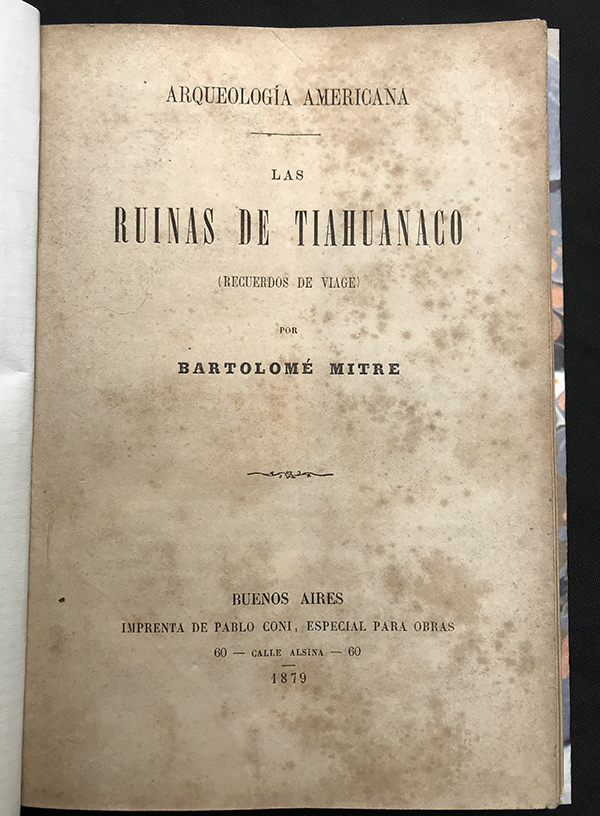 ARQUEOLOGÍA AMERICANA
LAS
RUINAS DE TIAHUANACO
(RECUERDOS DE VIAGE)
POR
BARTOLOMÉ MITRE
BUENOS AIRES
IMPRENTA DE PABLO CONI, ESPECIAL PARA OBRAS
60 — CALLE ALSINA — 60
1879